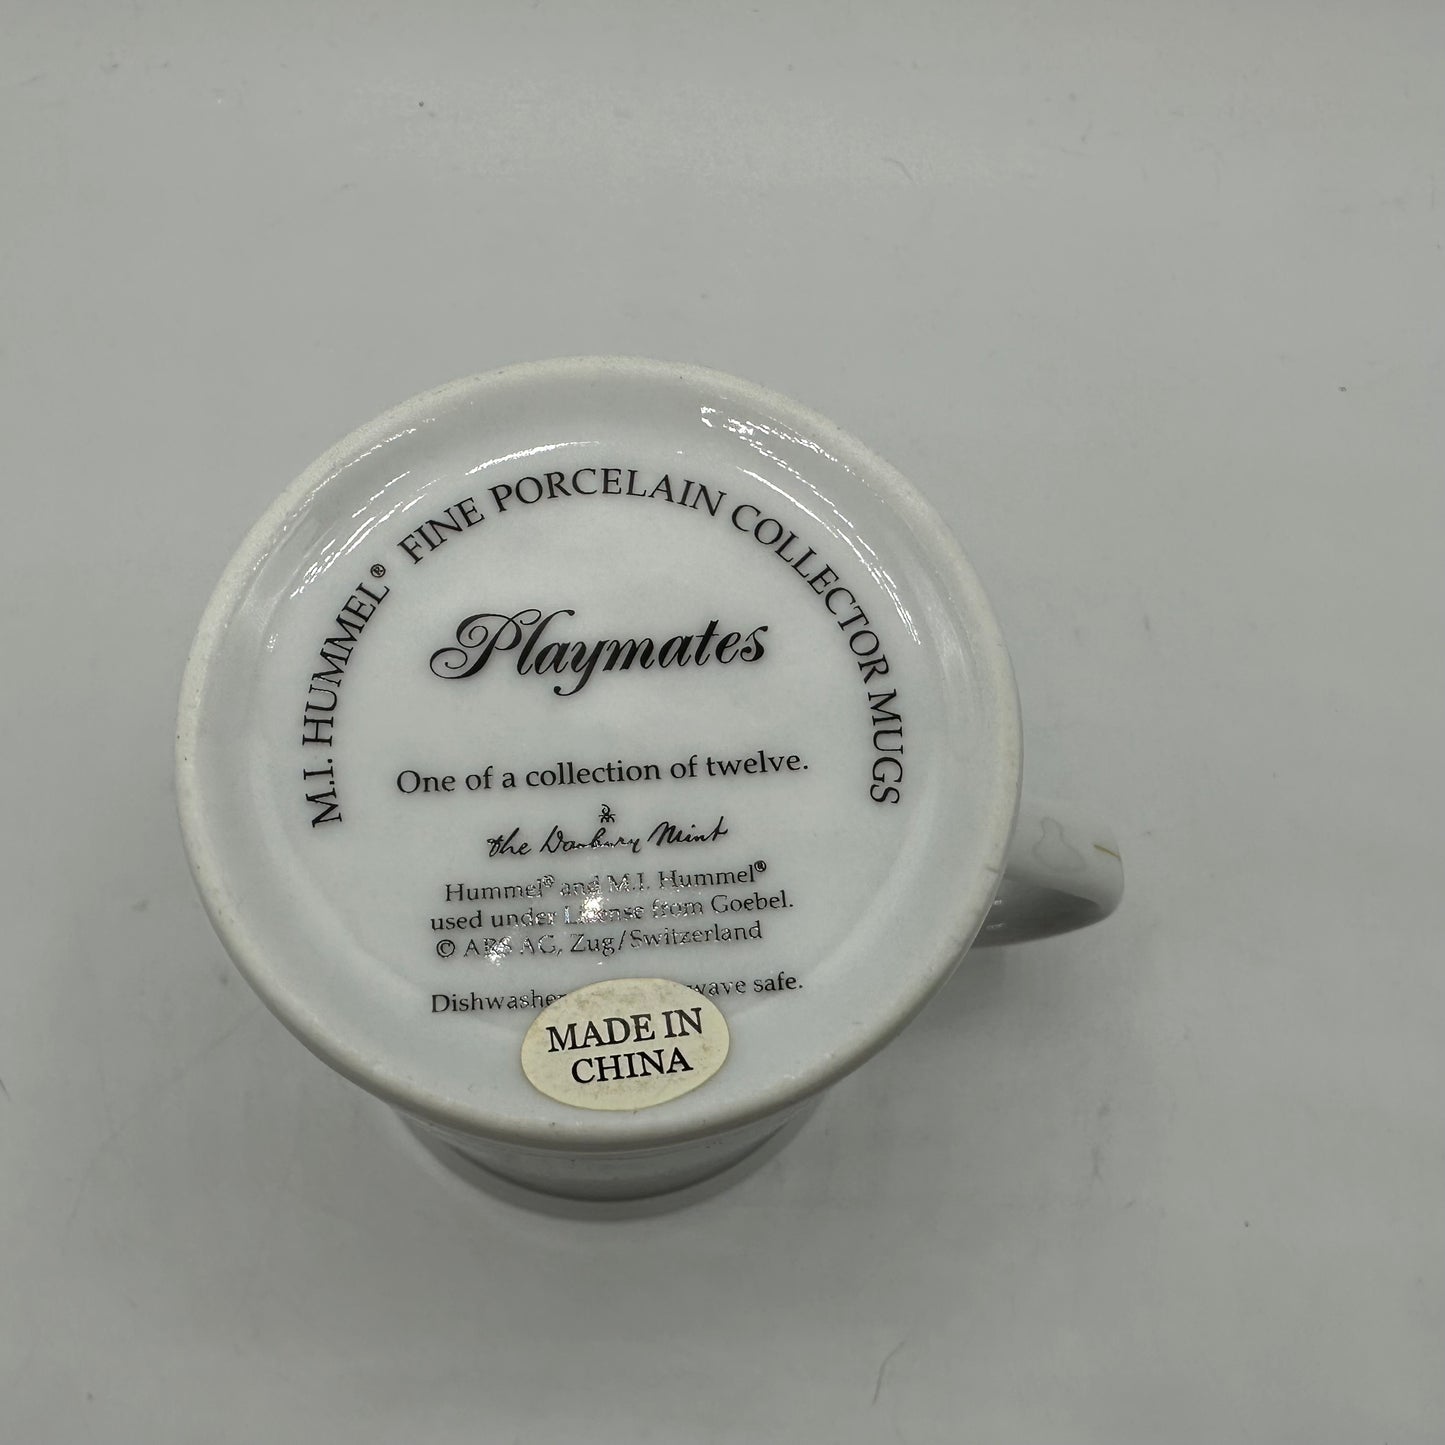 M.I. HUMMEL® FINE PORCELAIN COLLECTOR MUGS
Playmates
One of a collection of twelve.
the Danbury Mint
Hummel® and M.I. Hummel®
used under License from Goebel.
© ARS AG, Zug/Switzerland
Dishwasher wave safe.
MADE IN
CHINA